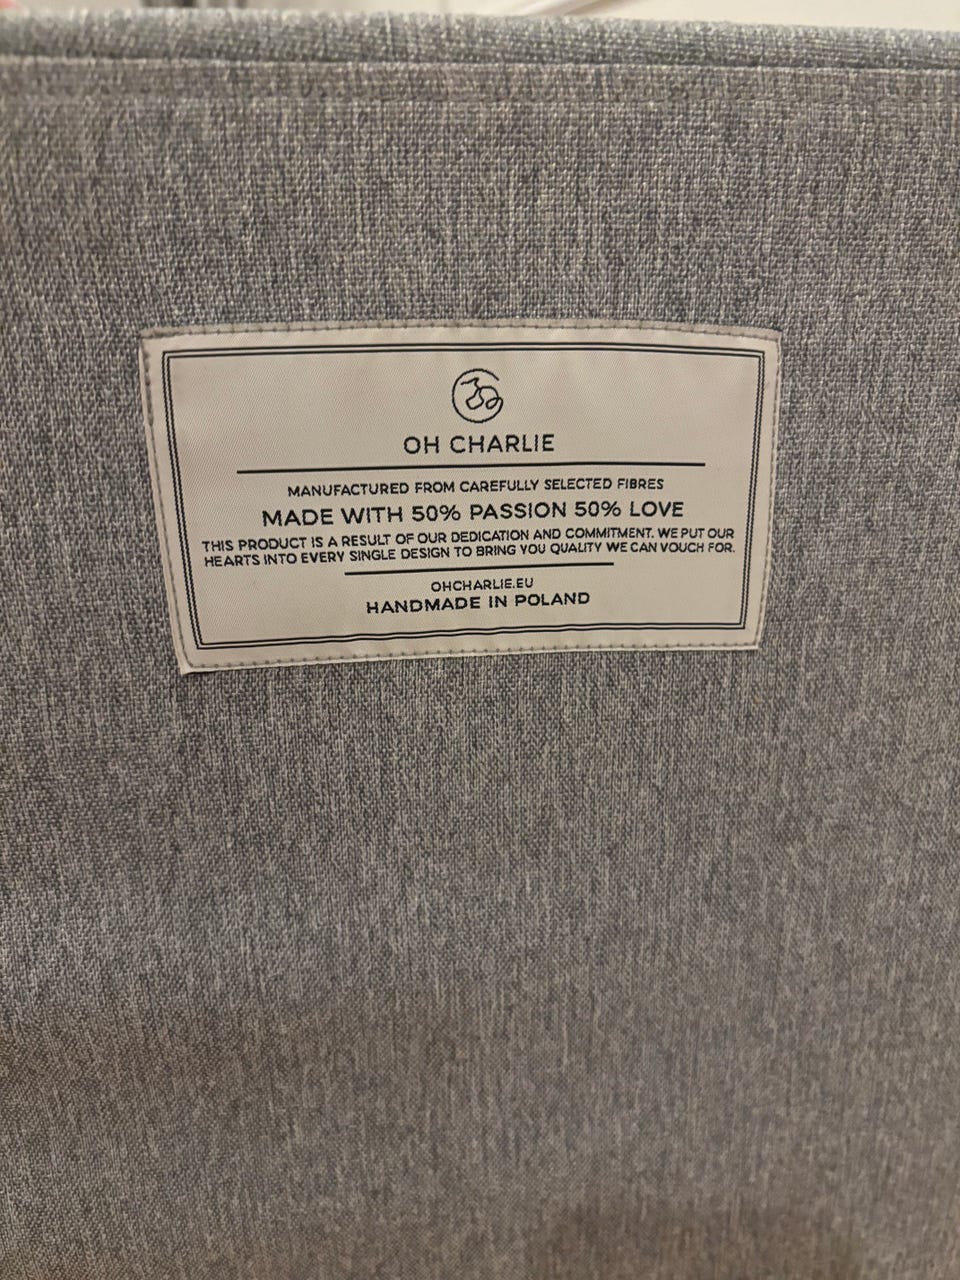 OH CHARLIE
MANUFACTURED FROM CAREFULLY SELECTED FIBRES
MADE WITH 50% PASSION 50% LOVE
THIS PRODUCT IS A RESULT OF OUR DEDICATION AND COMMITMENT. WE PUT OUR
HEARTS INTO EVERY SINGLE DESIGN TO BRING YOU QUALITY WE CAN VOUCH FOR.
OHCHARLIE.EU
HANDMADE IN POLAND